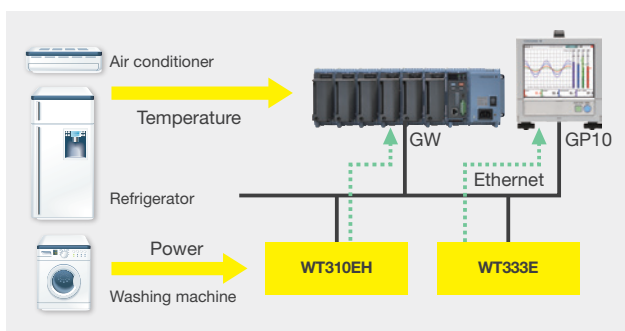 Air conditioner
Temperature
GW
GP10
Ethernet
Refrigerator
Power
WT310EH
WT333E
Washing machine